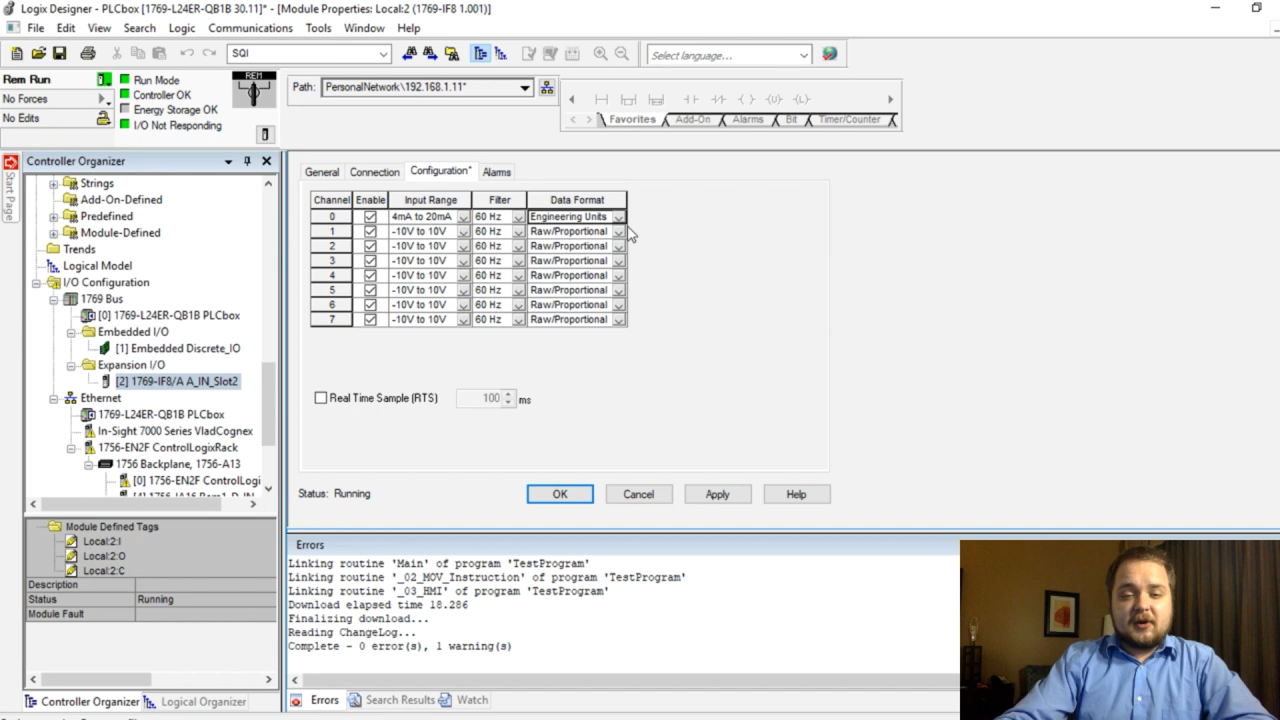 Logix Designer - PLCbox [1769-L24ER-QB1B 30.11]* - [Module Properties: Local:2 (1769-IF8 1.001)]
File Edit View Search Logic Communications Tools Window Help
SQI
Select language...
Rem Run
Run Mode
REM
Path: PersonalNetwork\192.168.1.11*
No Forces
Controller OK
Energy Storage OK
No Edits
I/O Not Responding
Favorites Add-On Alarms Bit Timer/Counter
Start Page
Controller Organizer
Strings
Add-On-Defined
Predefined
Module-Defined
Trends
Logical Model
I/O Configuration
1769 Bus
[0] 1769-L24ER-QB1B PLCbox
Embedded I/O
[1] Embedded Discrete_IO
Expansion I/O
[2] 1769-IF8/A A_IN_Slot2
Ethernet
1769-L24ER-QB1B PLCbox
In-Sight 7000 Series VladCognex
1756-EN2F ControlLogixRack
1756 Backplane, 1756-A13
[0] 1756-EN2F ControlLogi
Module Defined Tags
Local:2:I
Local:2:O
Local:2:C
Description
Status Running
Module Fault
Controller Organizer Logical Organizer
General Connection Configuration* Alarms
Channel Enable Input Range Filter Data Format
0 4mA to 20mA 60 Hz Engineering Units
1 -10V to 10V 60 Hz Raw/Proportional
2 -10V to 10V 60 Hz Raw/Proportional
3 -10V to 10V 60 Hz Raw/Proportional
4 -10V to 10V 60 Hz Raw/Proportional
5 -10V to 10V 60 Hz Raw/Proportional
6 -10V to 10V 60 Hz Raw/Proportional
7 -10V to 10V 60 Hz Raw/Proportional
Real Time Sample (RTS) 100 ms
Status: Running
OK Cancel Apply Help
Errors
Linking routine 'Main' of program 'TestProgram'
Linking routine '_02_MOV_Instruction' of program 'TestProgram'
Linking routine '_03_HMI' of program 'TestProgram'
Download elapsed time 18.286
Finalizing download...
Reading ChangeLog...
Complete - 0 error(s), 1 warning(s)
Errors Search Results Watch